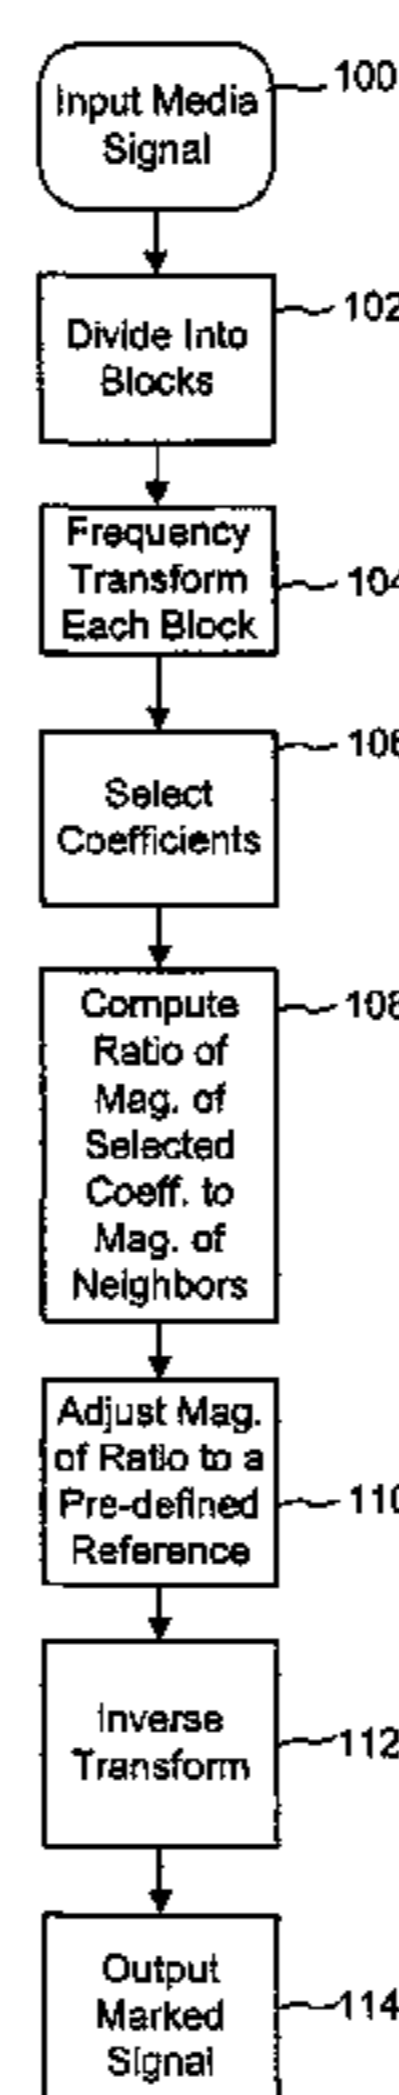 Input Media
Signal
100
Divide Into
Blocks
102
Frequency
Transform
Each Block
104
Select
Coefficients
106
Compute
Ratio of
Mag. of
Selected
Coeff. to
Mag. of
Neighbors
108
Adjust Mag.
of Ratio to a
Pre-defined
Reference
110
Inverse
Transform
112
Output
Marked
Signal
114